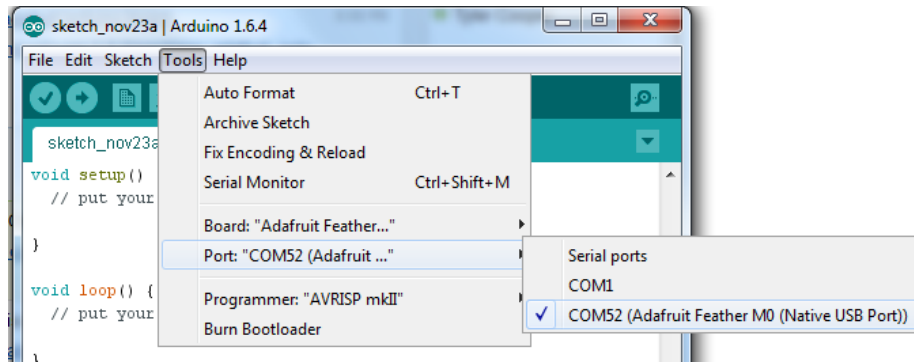 sketch_nov23a | Arduino 1.6.4
File Edit Sketch Tools Help
sketch_nov23a
void setup()
// put your
}
void loop() {
// put your
}
Auto Format Ctrl+T
Archive Sketch
Fix Encoding & Reload
Serial Monitor Ctrl+Shift+M
Board: "Adafruit Feather..."
Port: "COM52 (Adafruit ..."
Programmer: "AVRISP mkII"
Burn Bootloader
Serial ports
COM1
COM52 (Adafruit Feather M0 (Native USB Port))